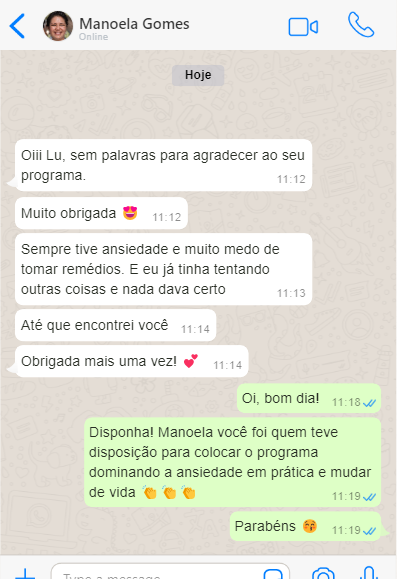 Manoela Gomes
Online
Hoje
Oiii Lu, sem palavras para agradecer ao seu
programa.
11:12
Muito obrigada 😍 11:12
Sempre tive ansiedade e muito medo de
tomar remédios. E eu já tinha tentando
outras coisas e nada dava certo
11:13
Até que encontrei você 11:14
Obrigada mais uma vez! 💕 11:14
Oi, bom dia! 11:18
Disponha! Manoela você foi quem teve
disposição para colocar o programa
dominando a ansiedade em prática e mudar
de vida 👏 👏 👏 11:19
Parabéns 😚 11:19
Type a message